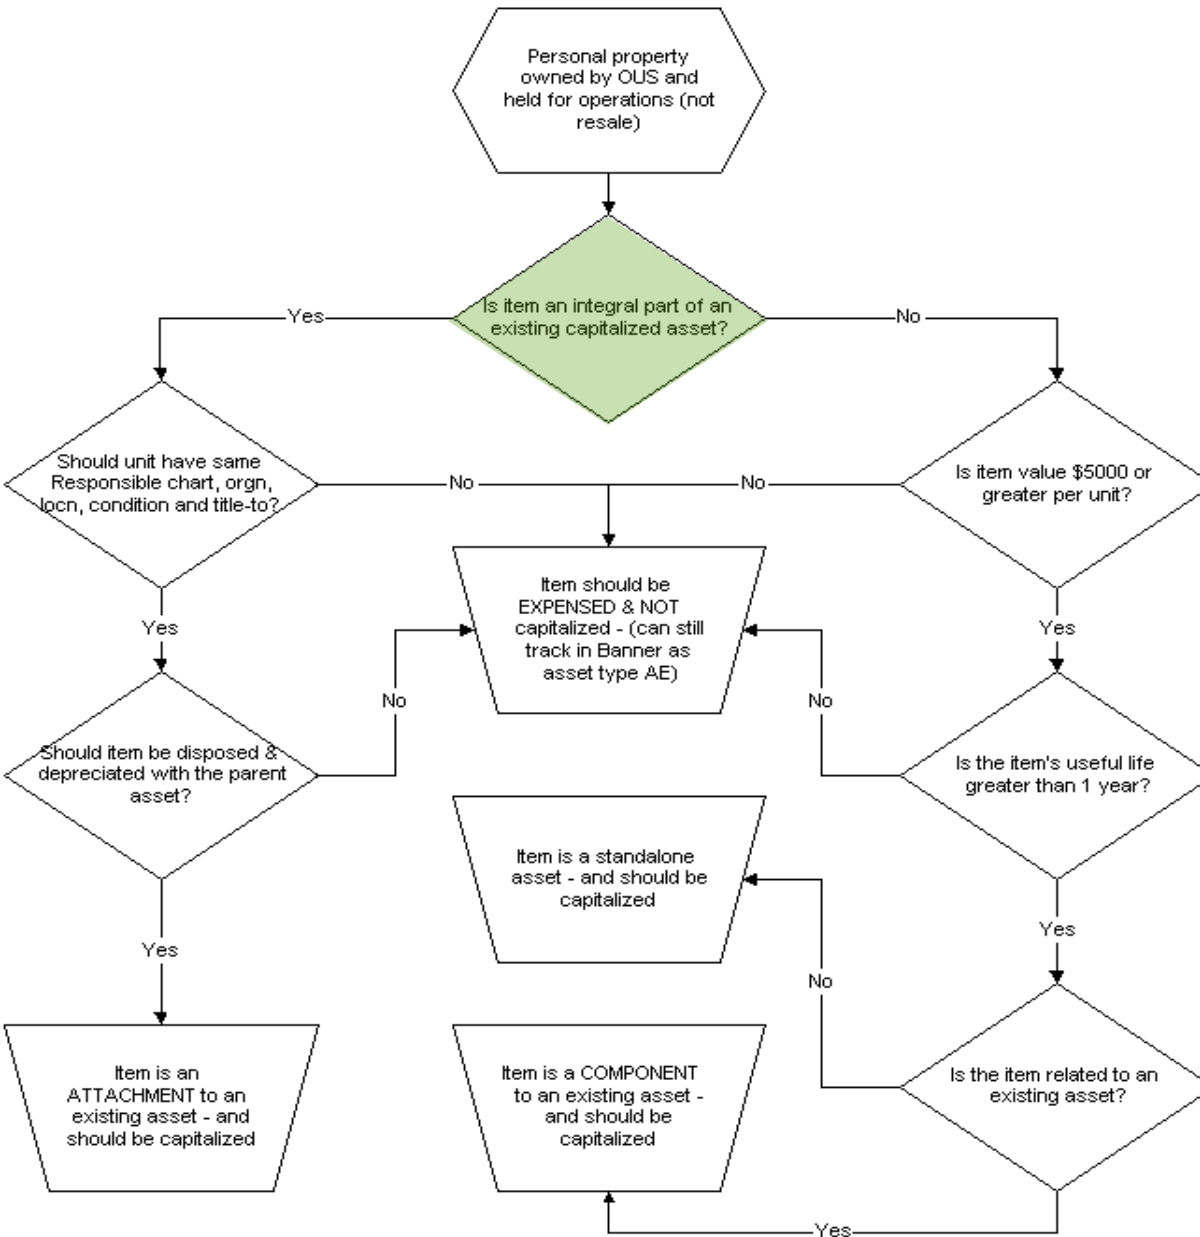 Personal property
owned by OUS and
held for operations (not
resale)
Is item an integral part of an
existing capitalized asset?
Yes
No
Should unit have same
Responsible chart, orgn,
locn, condition and title-to?
No
No
Is item value $5000 or
greater per unit?
Item should be
EXPENSED & NOT
capitalized - (can still
track in Banner as
asset type AE)
Yes
Yes
No
No
Should item be disposed &
depreciated with the parent
asset?
Is the item's useful life
greater than 1 year?
Item is a standalone
asset - and should be
capitalized
Yes
Yes
No
Item is an
ATTACHMENT to an
existing asset - and
should be capitalized
Item is a COMPONENT
to an existing asset -
and should be
capitalized
Is the item related to an
existing asset?
Yes